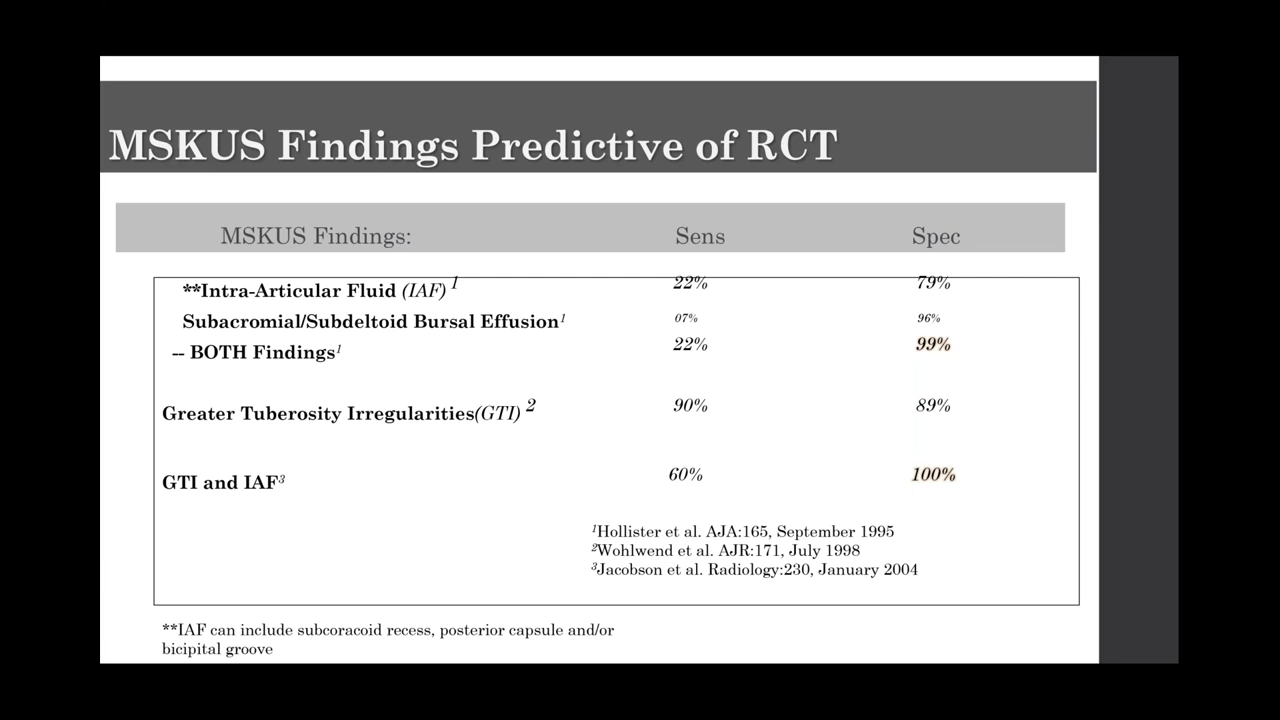 MSKUS Findings Predictive of RCT
MSKUS Findings: Sens Spec
**Intra-Articular Fluid (IAF) 1 22% 79%
Subacromial/Subdeltoid Bursal Effusion1 07% 96%
-- BOTH Findings1 22% 99%
Greater Tuberosity Irregularities(GTI) 2 90% 89%
GTI and IAF3 60% 100%
1Hollister et al. AJA:165, September 1995
2Wohlwend et al. AJR:171, July 1998
3Jacobson et al. Radiology:230, January 2004
**IAF can include subcoracoid recess, posterior capsule and/or
bicipital groove